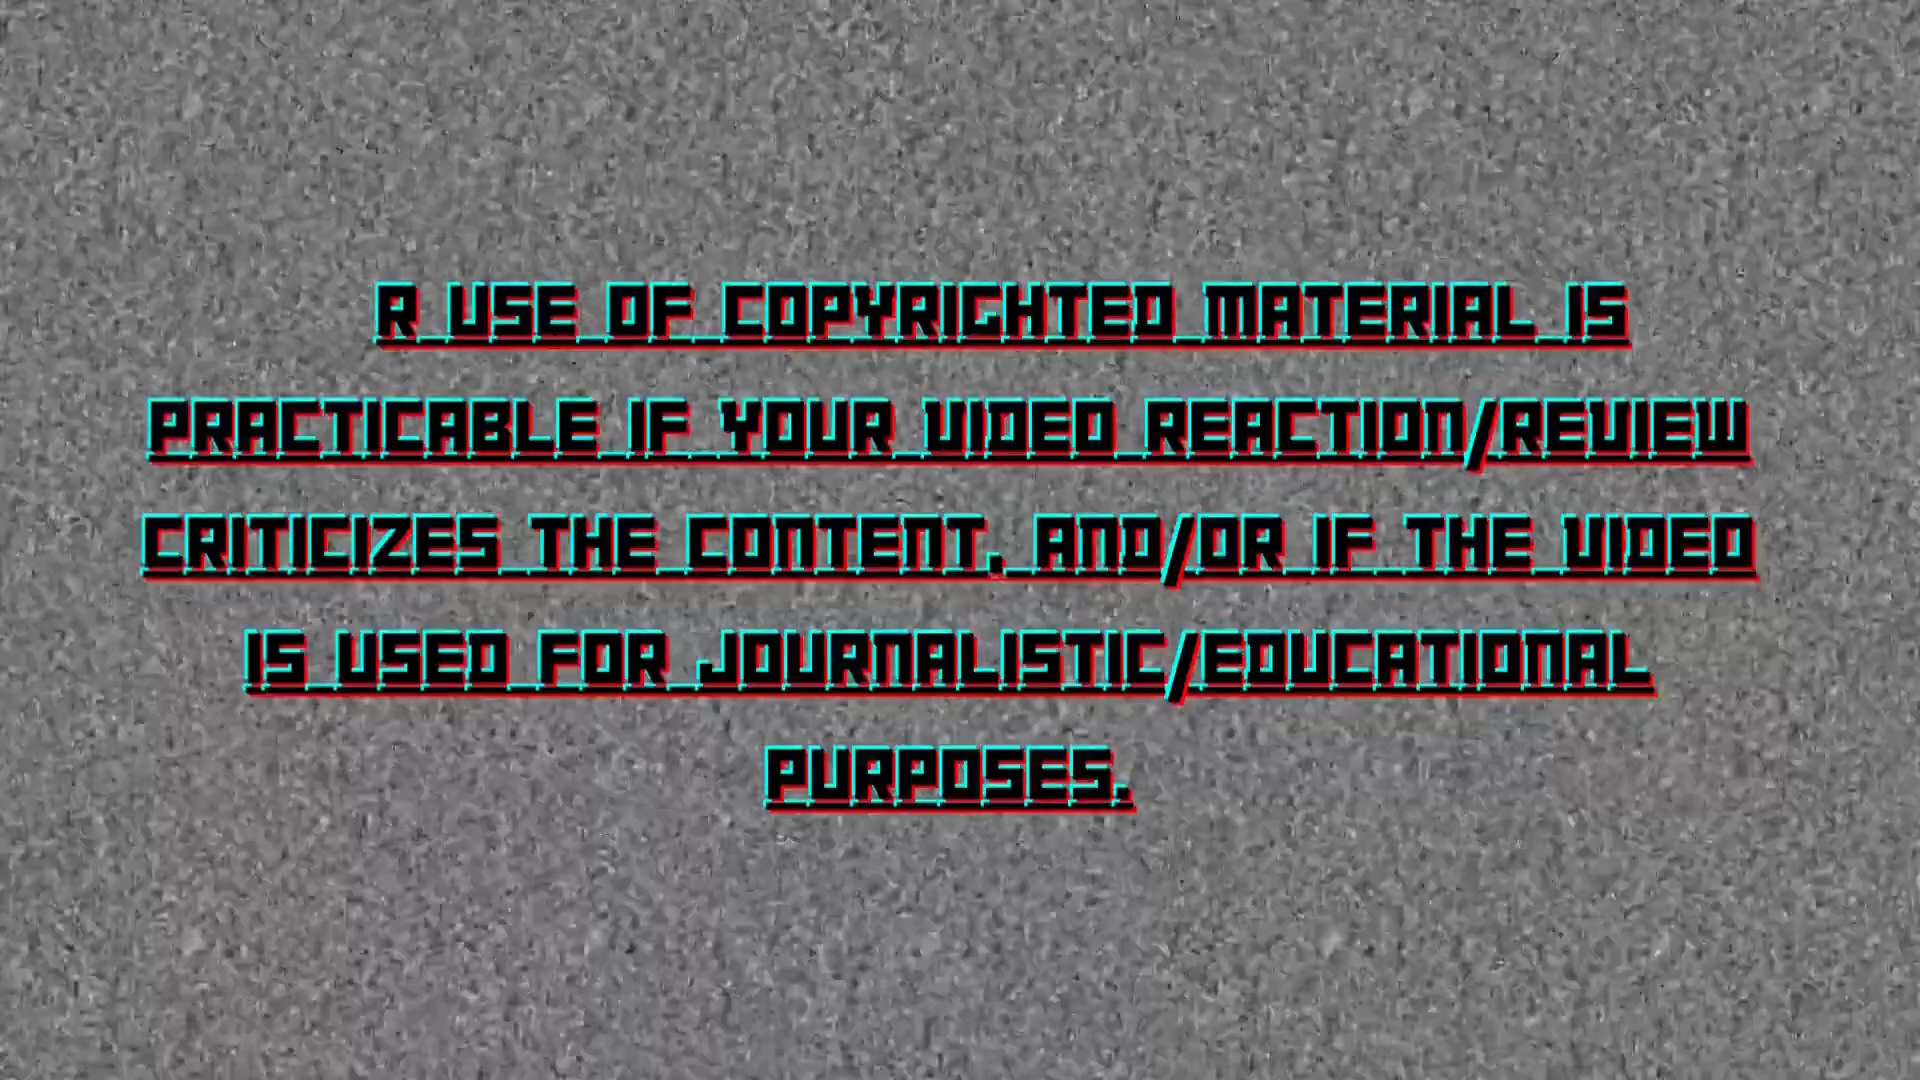 R USE OF COPYRIGHTED MATERIAL IS
PRACTICABLE IF YOUR VIDEO REACTION/REVIEW
CRITICIZES THE CONTENT, AND/OR IF THE VIDEO
IS USED FOR JOURNALISTIC/EDUCATIONAL
PURPOSES.